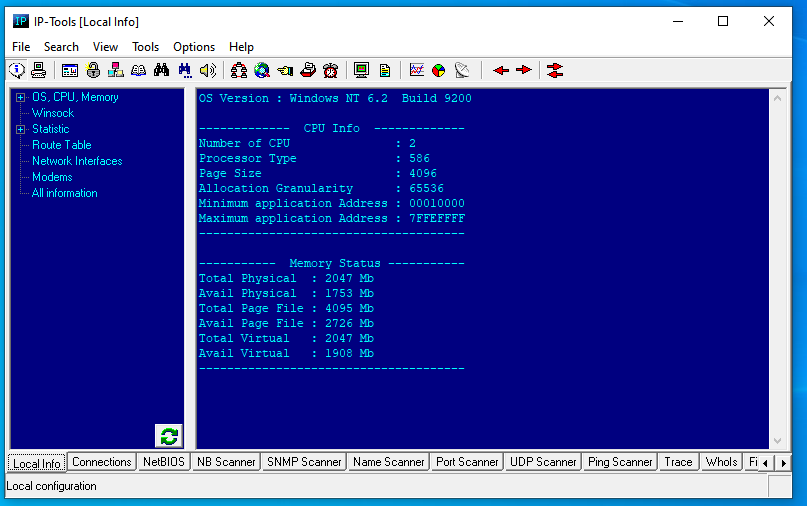 IP IP-Tools [Local Info]
File Search View Tools Options Help
OS, CPU, Memory
Winsock
Statistic
Route Table
Network Interfaces
Modems
All information
OS Version : Windows NT 6.2  Build 9200
-------------  CPU Info  -------------
Number of CPU               : 2
Processor Type              : 586
Page Size                   : 4096
Allocation Granularity      : 65536
Minimum application Address : 00010000
Maximum application Address : 7FFEFFFF
--------------------------------------
-----------  Memory Status -----------
Total Physical  : 2047 Mb
Avail Physical  : 1753 Mb
Total Page File : 4095 Mb
Avail Page File : 2726 Mb
Total Virtual   : 2047 Mb
Avail Virtual   : 1908 Mb
--------------------------------------
Local Info Connections NetBIOS NB Scanner SNMP Scanner Name Scanner Port Scanner UDP Scanner Ping Scanner Trace WhoIs Fi
Local configuration